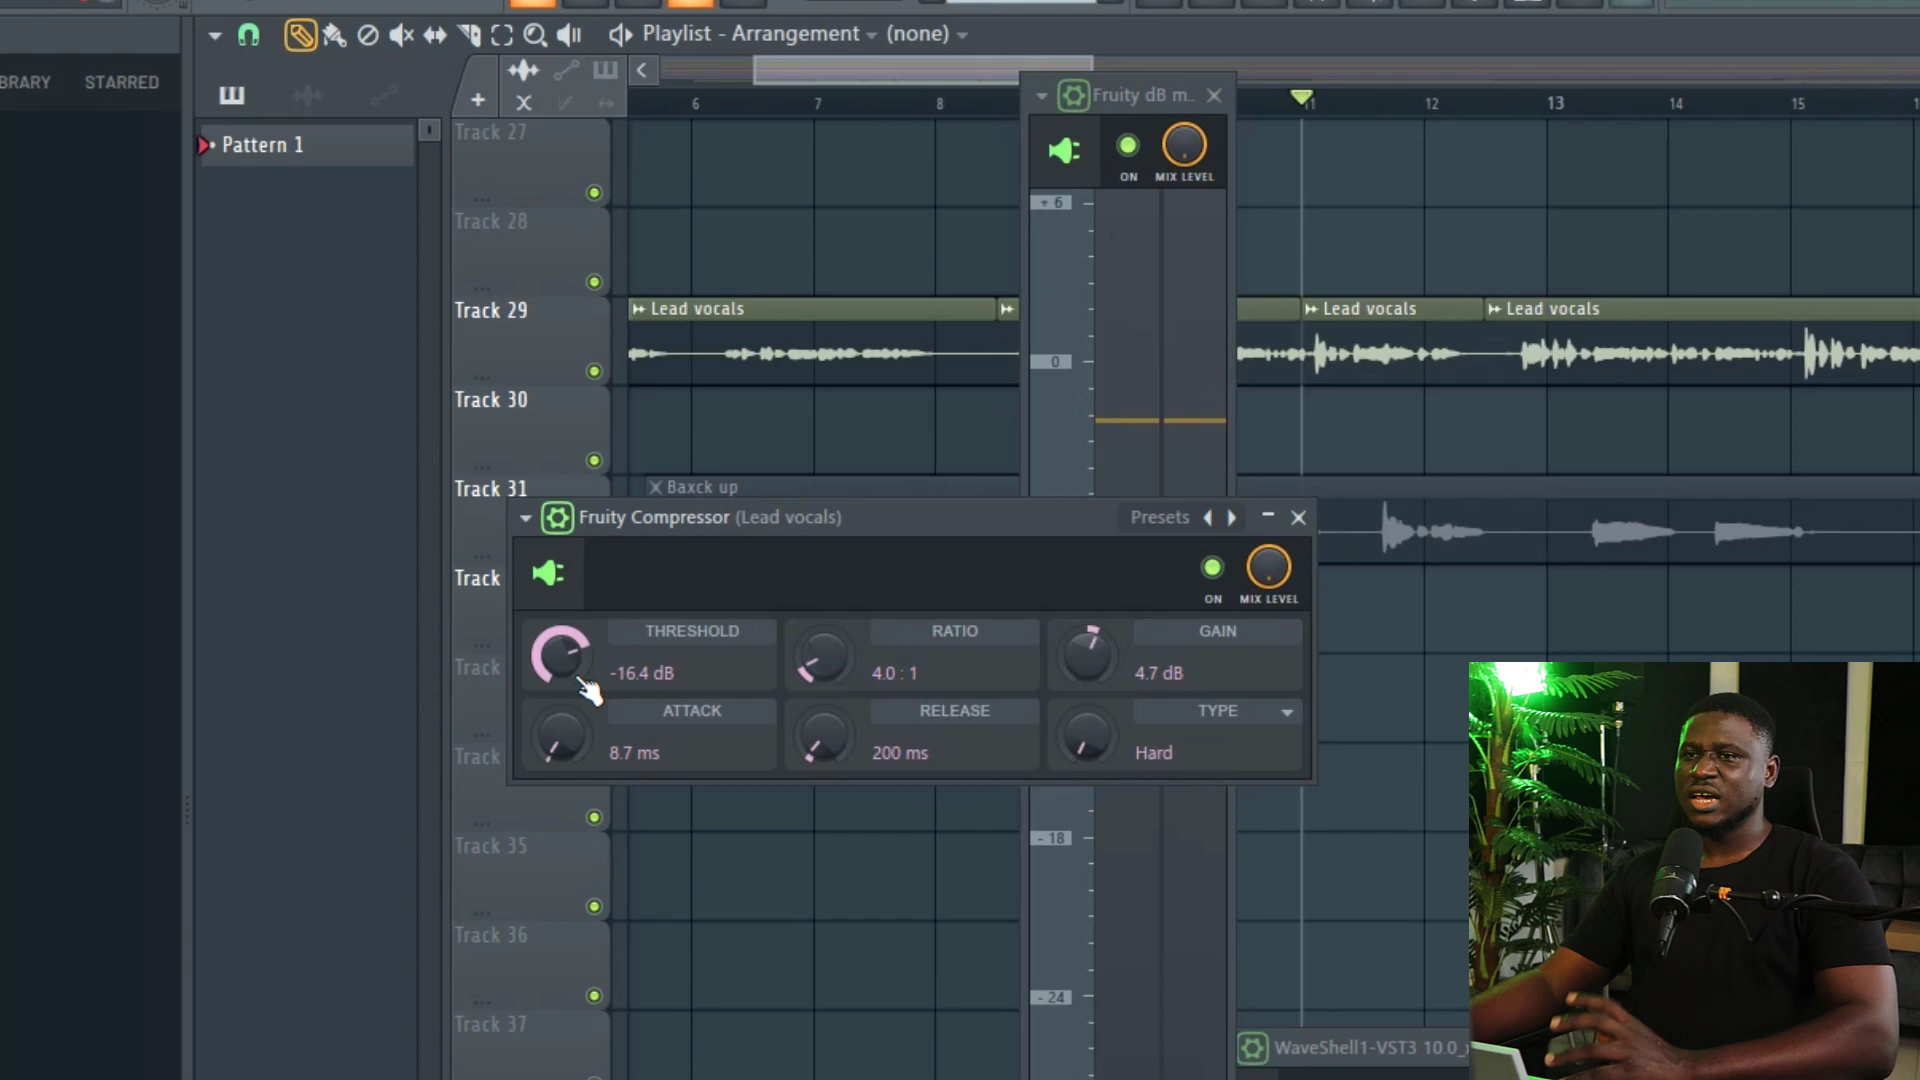 Playlist - Arrangement (none)
BRARY STARRED
6 7 8 11 12 13 14 15
Fruity dB m..
Pattern 1
ON MIX LEVEL
Track 27
+ 6
Track 28
Track 29
Lead vocals
Lead vocals
Lead vocals
0
Track 30
Track 31
Baxck up
Fruity Compressor (Lead vocals)
Presets
ON MIX LEVEL
Track
THRESHOLD
-16.4 dB
RATIO
4.0 : 1
GAIN
4.7 dB
Track
ATTACK
8.7 ms
RELEASE
200 ms
TYPE
Hard
Track
Track 35
- 18
Track 36
- 24
Track 37
WaveShell1-VST3 10.0_